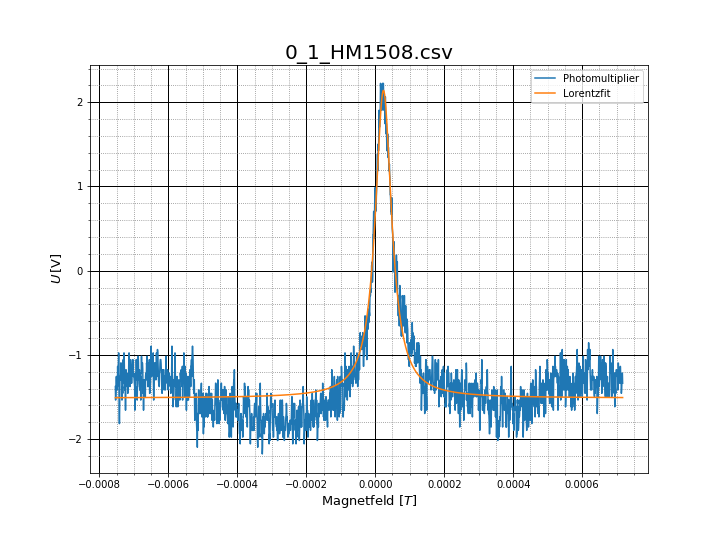 0_1_HM1508.csv
Photomultiplier
Lorentzfit
2
1
0
−1
−2
U [V]
−0.0008 −0.0006 −0.0004 −0.0002 0.0000 0.0002 0.0004 0.0006
Magnetfeld [T]